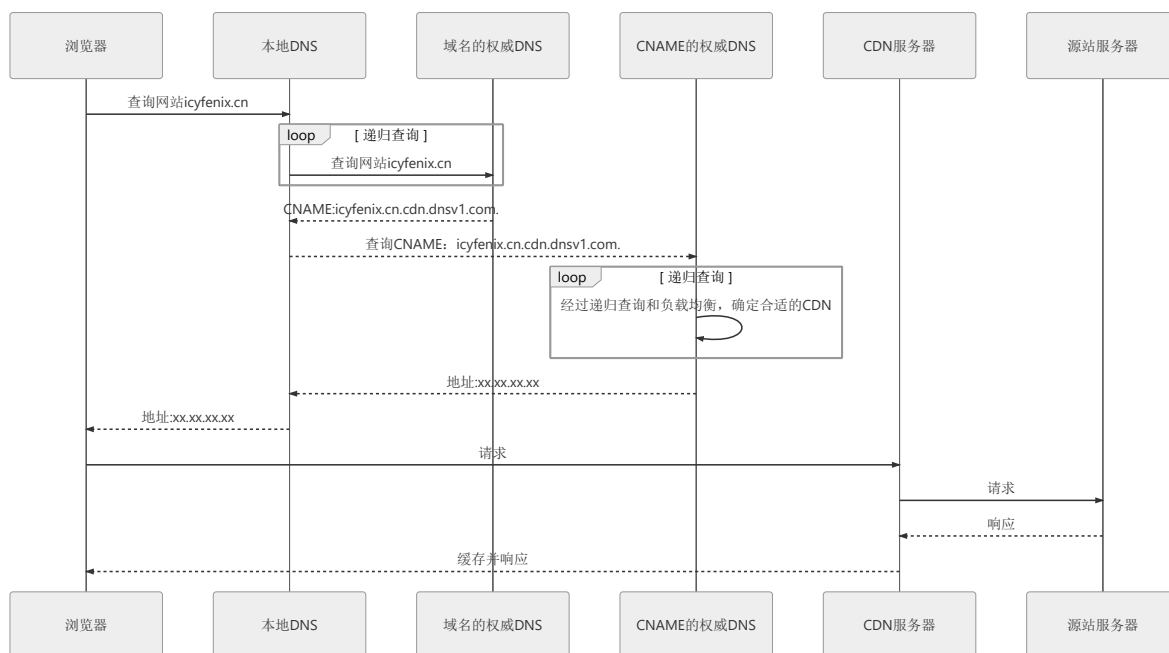 浏览器
本地DNS
域名的权威DNS
CNAME的权威DNS
CDN服务器
源站服务器
查询网站icyfenix.cn
loop
[ 递归查询 ]
查询网站icyfenix.cn
CNAME:icyfenix.cn.cdn.dnsv1.com.
查询CNAME：icyfenix.cn.cdn.dnsv1.com.
loop
[ 递归查询 ]
经过递归查询和负载均衡，确定合适的CDN
地址:xx.xx.xx.xx
地址:xx.xx.xx.xx
请求
请求
响应
缓存并响应
浏览器
本地DNS
域名的权威DNS
CNAME的权威DNS
CDN服务器
源站服务器